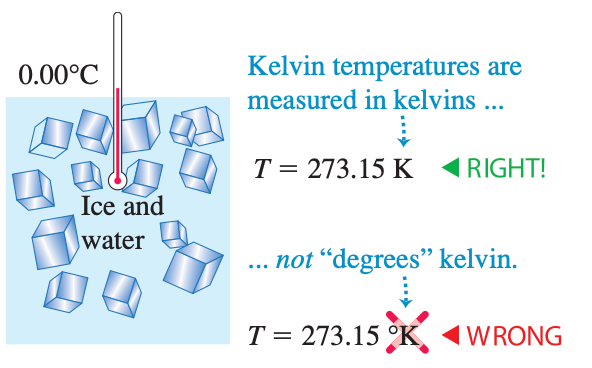 0.00°C
Ice and
water
Kelvin temperatures are
measured in kelvins ...
T = 273.15 K ◀ RIGHT!
... not “degrees” kelvin.
T = 273.15 °K ◀ WRONG